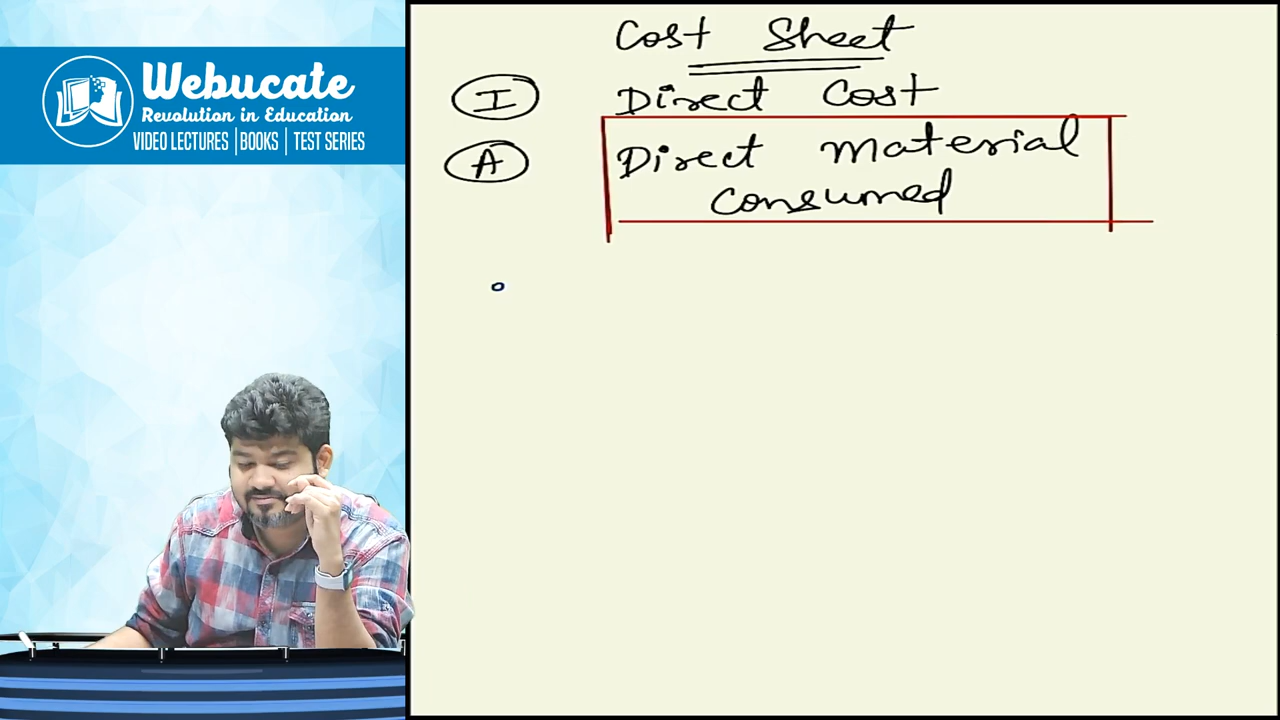 Webucate
Revolution in Education
VIDEO LECTURES | BOOKS | TEST SERIES
Cost Sheet
I Direct Cost
A Direct Material
Consumed